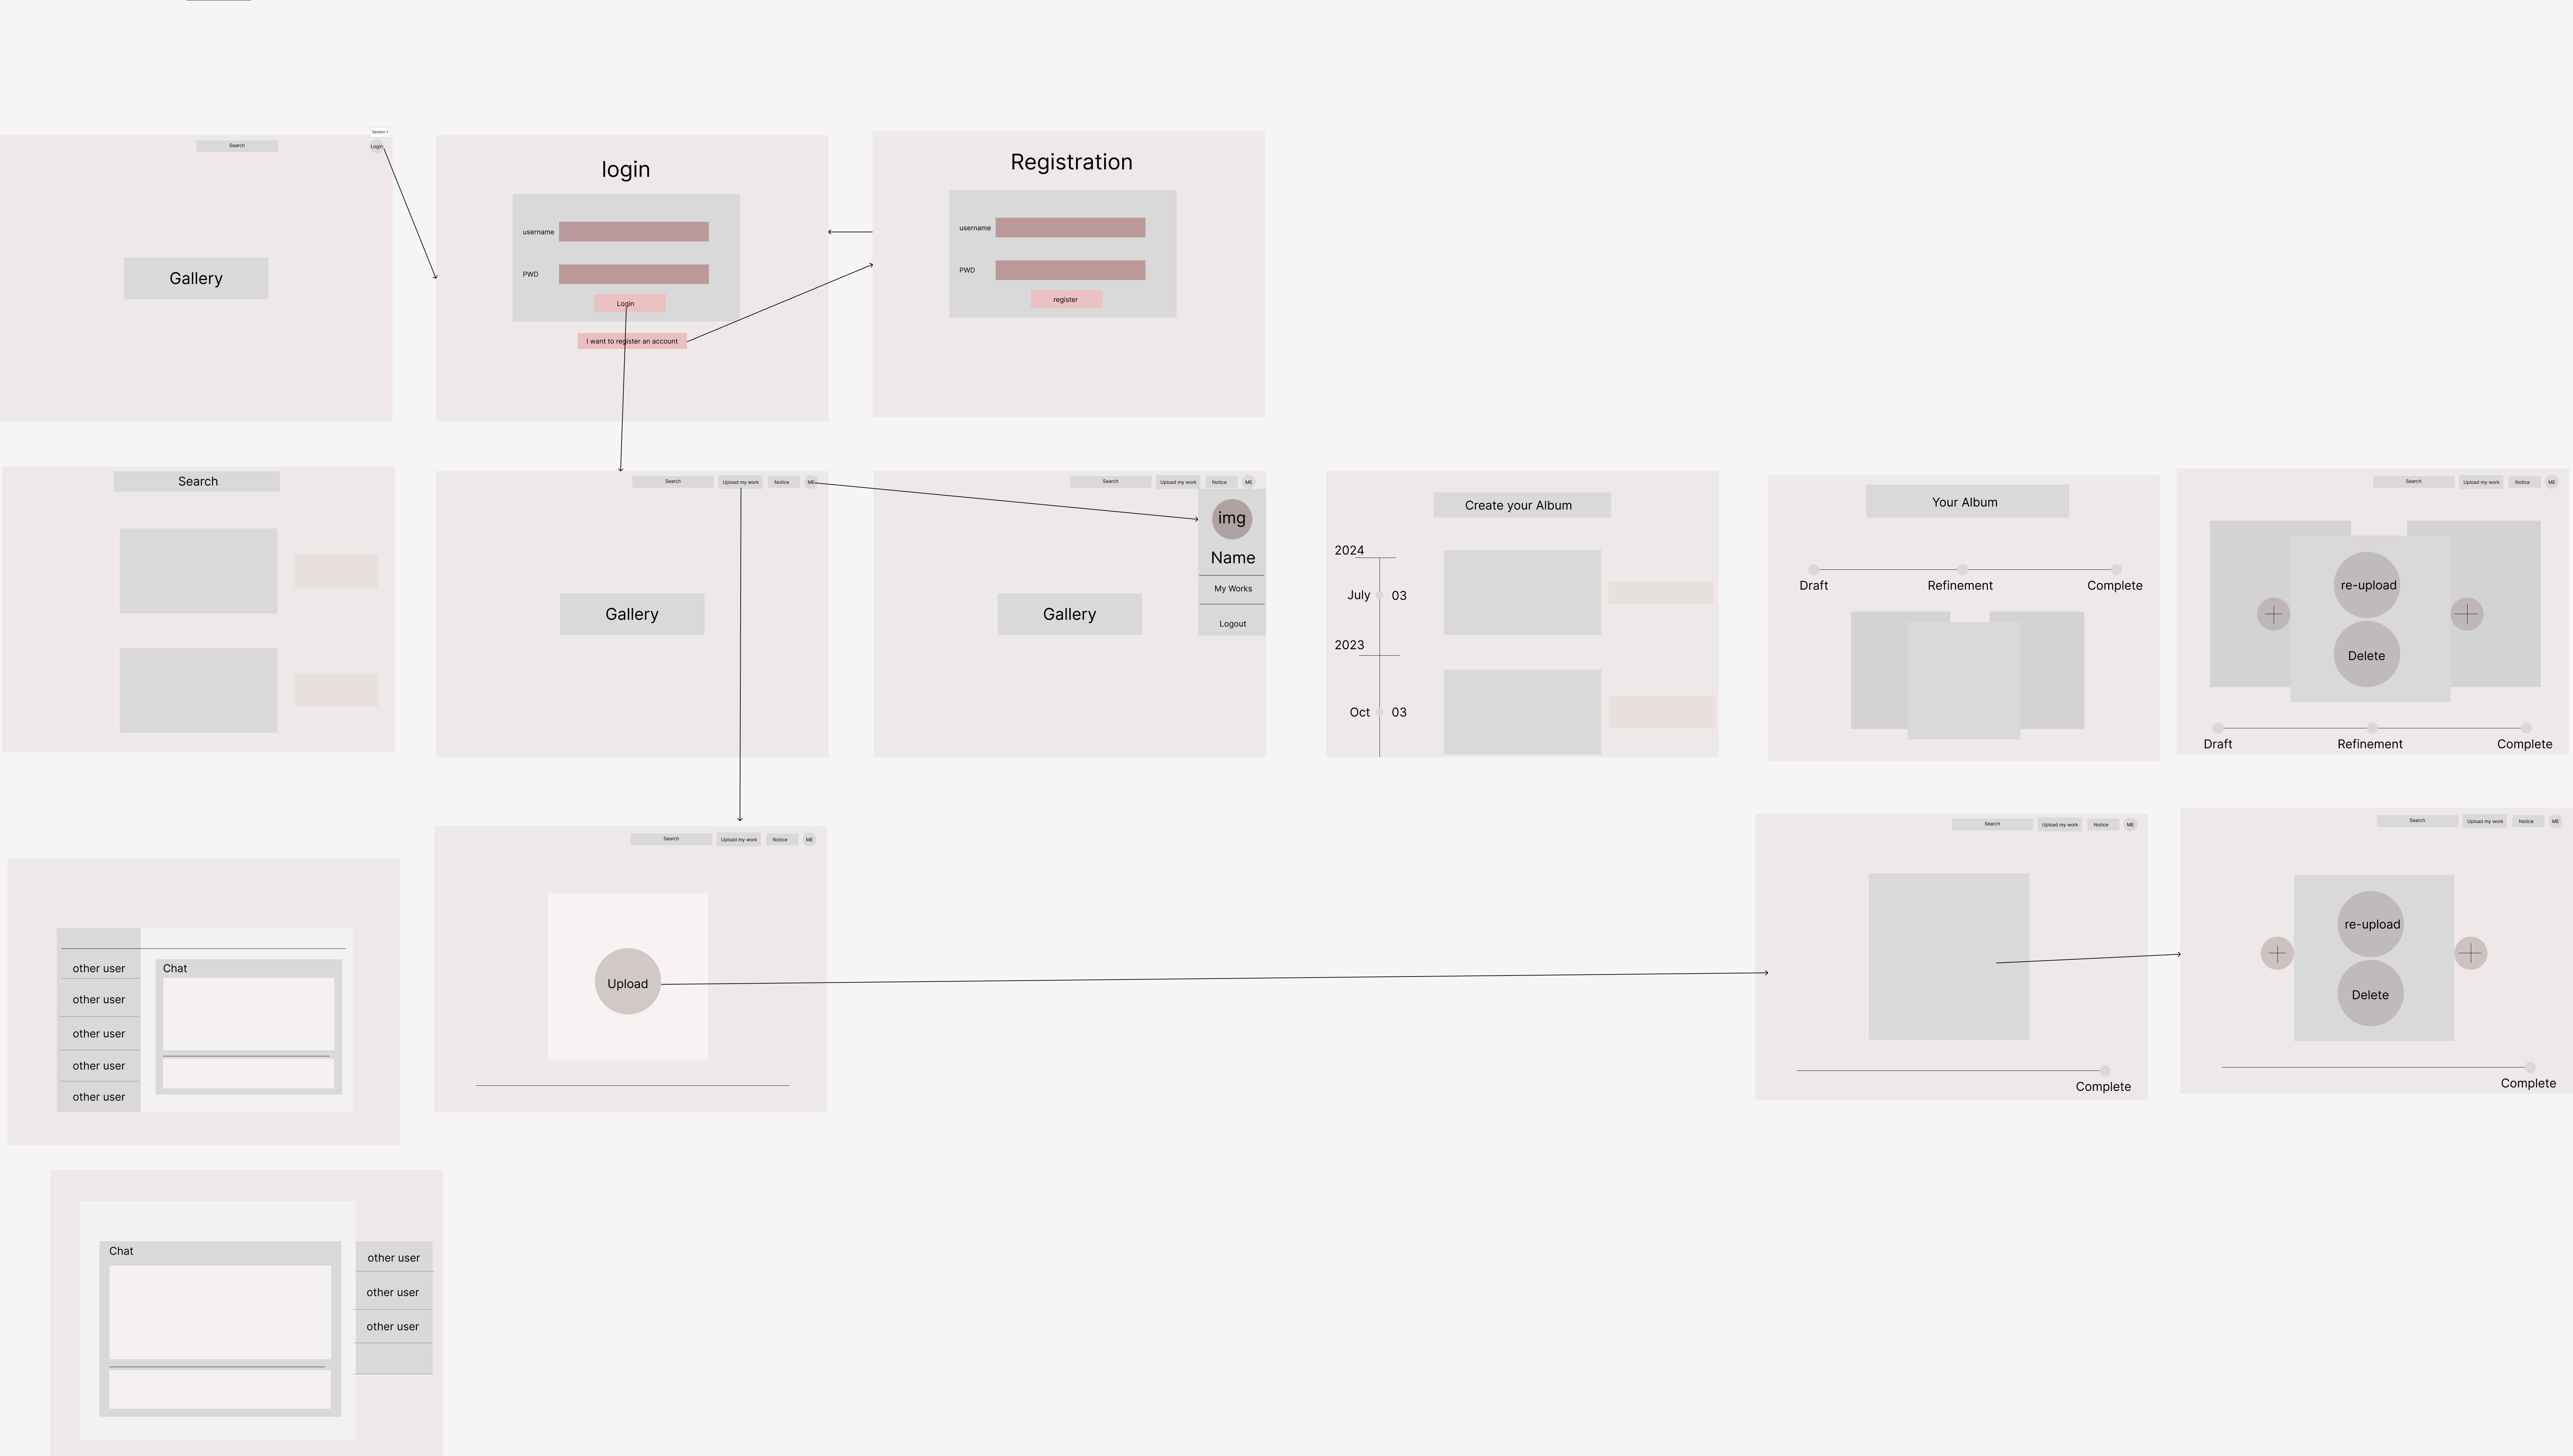 Section 1
Search
Login
Gallery
login
username
PWD
Login
I want to register an account
Registration
username
PWD
register
Search
Search
Upload my work
Notice
ME
Gallery
Search
Upload my work
Notice
ME
img
Name
My Works
Logout
Gallery
Create your Album
2024
July
03
2023
Oct
03
Your Album
Draft
Refinement
Complete
Search
Upload my work
Notice
ME
re-upload
Delete
Draft
Refinement
Complete
other user
other user
other user
other user
other user
Chat
Search
Upload my work
Notice
ME
Upload
Search
Upload my work
Notice
ME
Complete
Search
Upload my work
Notice
ME
re-upload
Delete
Complete
Chat
other user
other user
other user